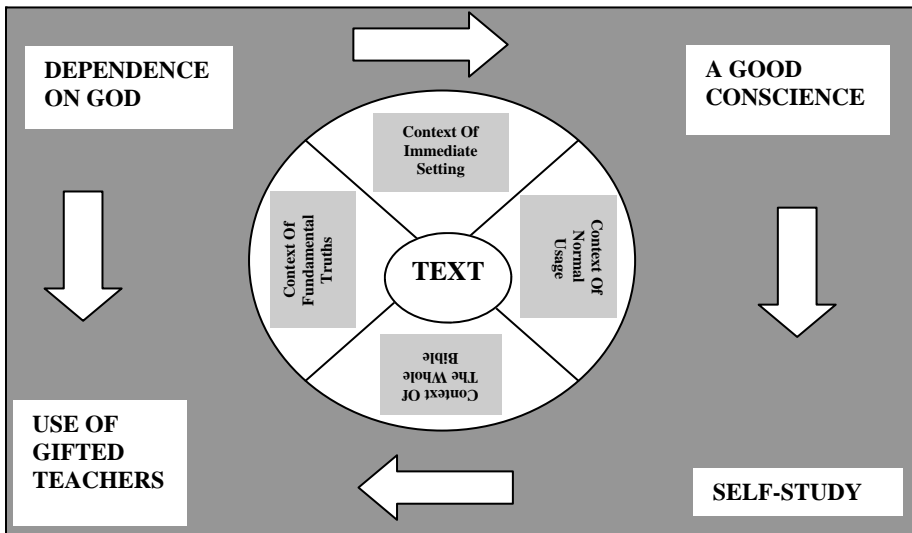 DEPENDENCE
ON GOD
A GOOD
CONSCIENCE
Context Of
Immediate
Setting
Context Of
Fundamental
Truths
TEXT
Context Of
Normal
Usage
Context Of
The Whole
Bible
USE OF
GIFTED
TEACHERS
SELF-STUDY